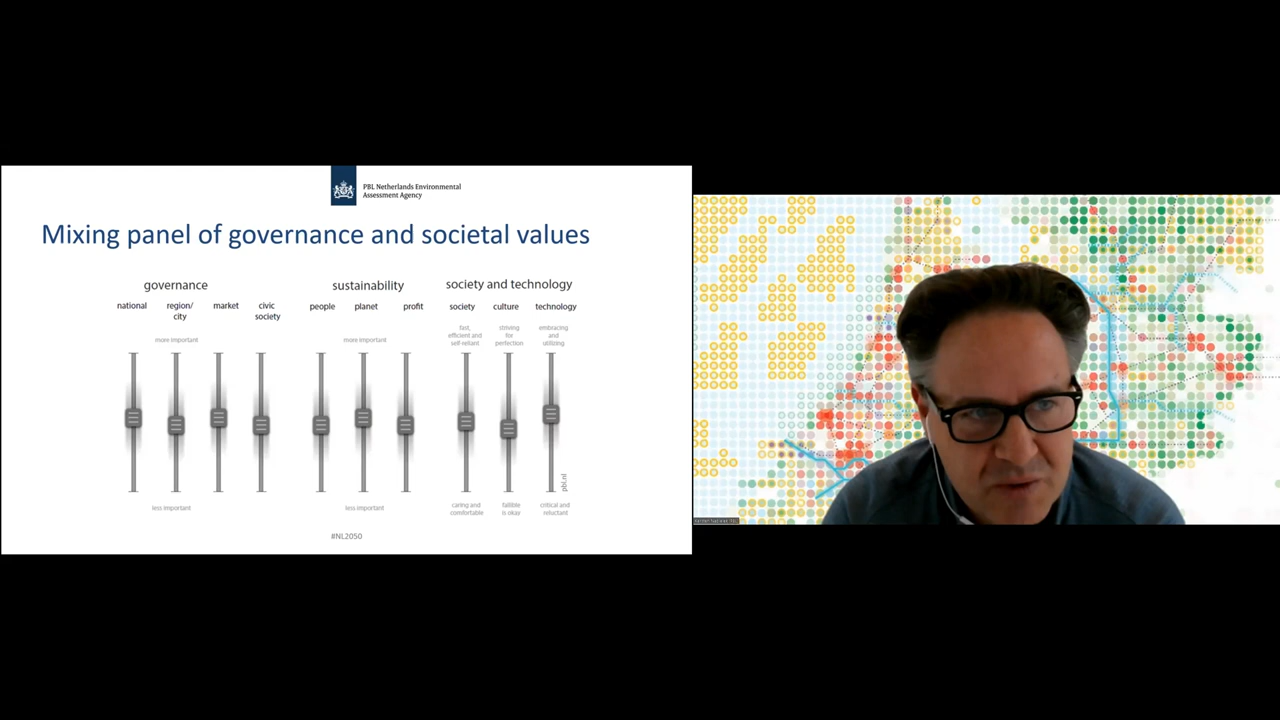 PBL Netherlands Environmental
Assessment Agency
Mixing panel of governance and societal values
governance
sustainability
society and technology
national
region/
city
market
civic
society
people
planet
profit
society
culture
technology
more important
more important
fast,
efficient and
self-reliant
striving
for
perfection
embracing
and
utilizing
pbl.nl
less important
less important
caring and
comfortable
fallible
is okay
critical and
reluctant
#NL2050